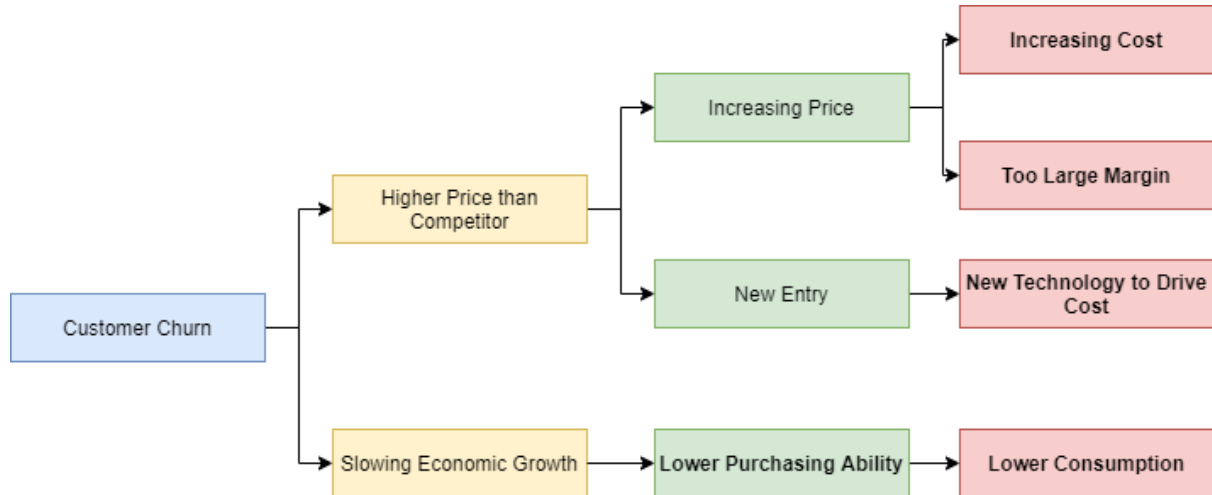 Increasing Cost
Increasing Price
Too Large Margin
Higher Price than
Competitor
New Entry
New Technology to Drive
Cost
Customer Churn
Slowing Economic Growth
Lower Purchasing Ability
Lower Consumption